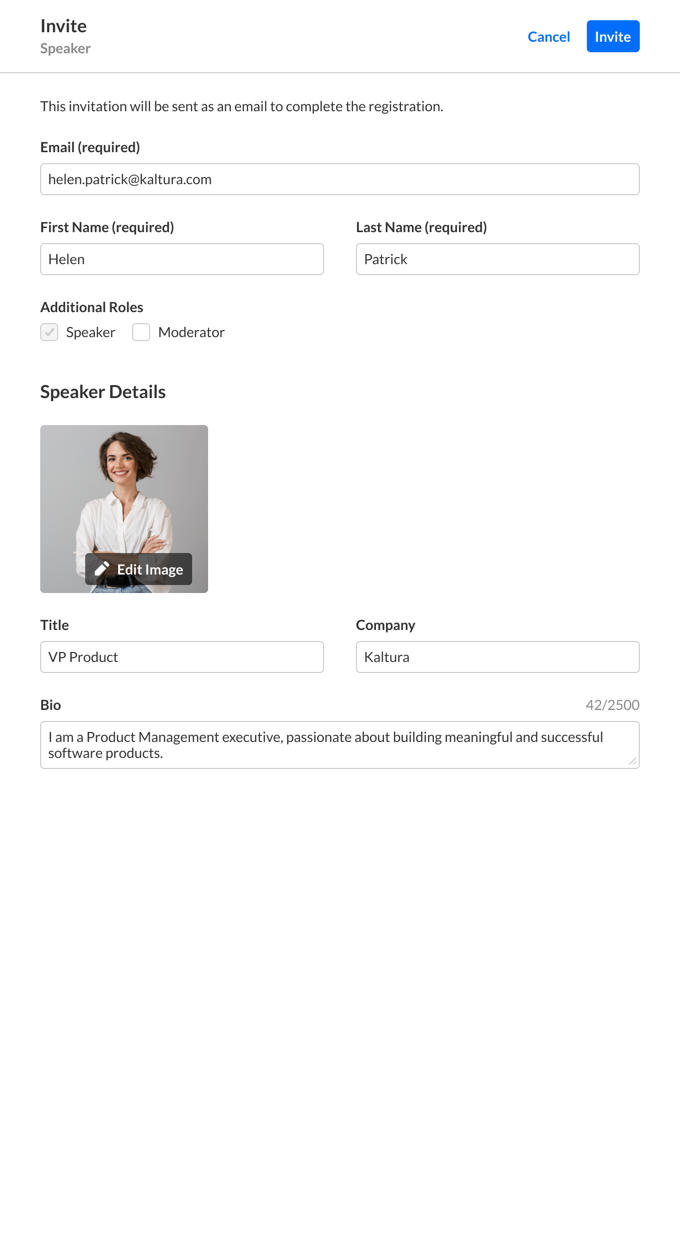 Invite
Speaker
Cancel
Invite
This invitation will be sent as an email to complete the registration.
Email (required)
helen.patrick@kaltura.com
First Name (required)
Last Name (required)
Helen
Patrick
Additional Roles
Speaker
Moderator
Speaker Details
Edit Image
Title
Company
VP Product
Kaltura
Bio
42/2500
I am a Product Management executive, passionate about building meaningful and successful
software products.